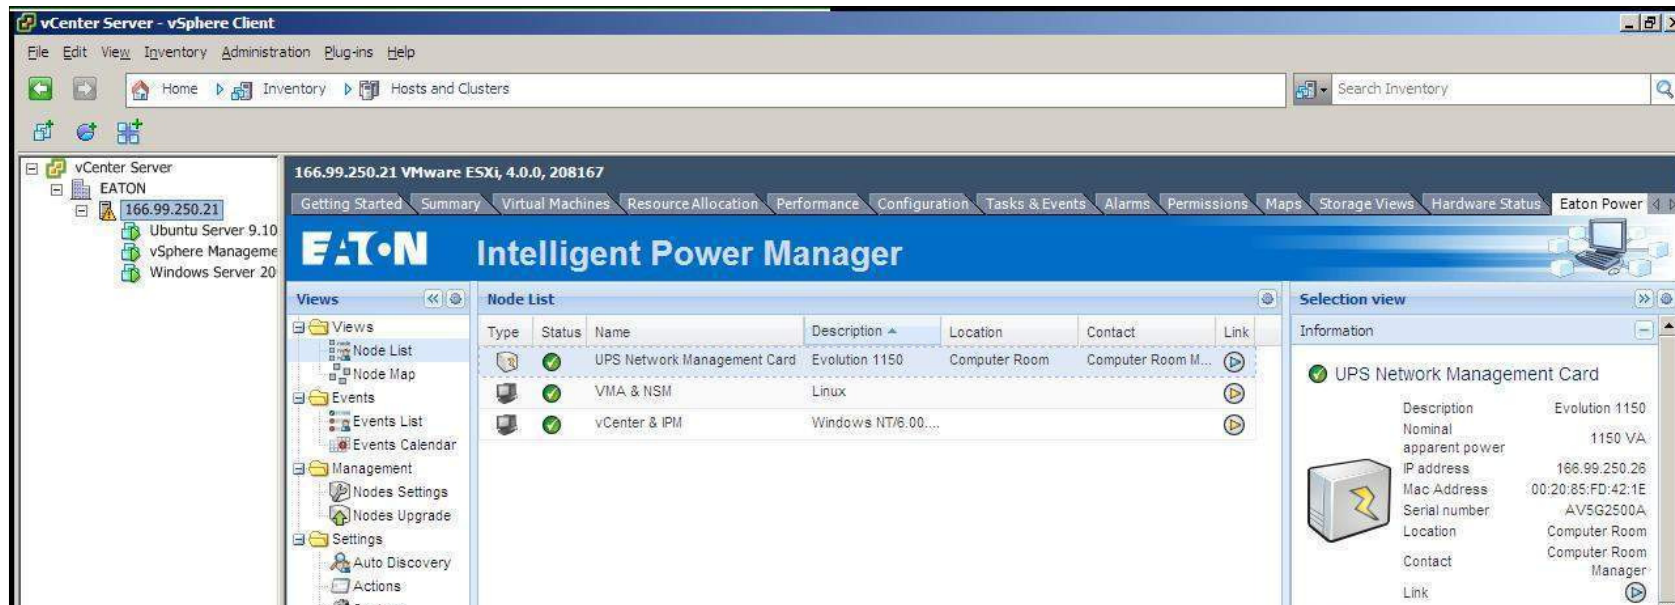 vCenter Server - vSphere Client
File Edit View Inventory Administration Plug-ins Help
Home Inventory Hosts and Clusters
Search Inventory
vCenter Server
EATON
166.99.250.21
Ubuntu Server 9.10
vSphere Manageme
Windows Server 20
166.99.250.21 VMware ESXi, 4.0.0, 208167
Getting Started Summary Virtual Machines Resource Allocation Performance Configuration Tasks & Events Alarms Permissions Maps Storage Views Hardware Status Eaton Power
EATON Intelligent Power Manager
Views
Views
Node List
Node Map
Events
Events List
Events Calendar
Management
Nodes Settings
Nodes Upgrade
Settings
Auto Discovery
Actions
Node List
Type Status Name Description Location Contact Link
UPS Network Management Card Evolution 1150 Computer Room Computer Room M...
VMA & NSM Linux
vCenter & IPM Windows NT/6.00....
Selection view
Information
UPS Network Management Card
Description Evolution 1150
Nominal
apparent power 1150 VA
IP address 166.99.250.26
Mac Address 00:20:85:FD:42:1E
Serial number AV5G2500A
Location Computer Room
Contact Computer Room
Manager
Link